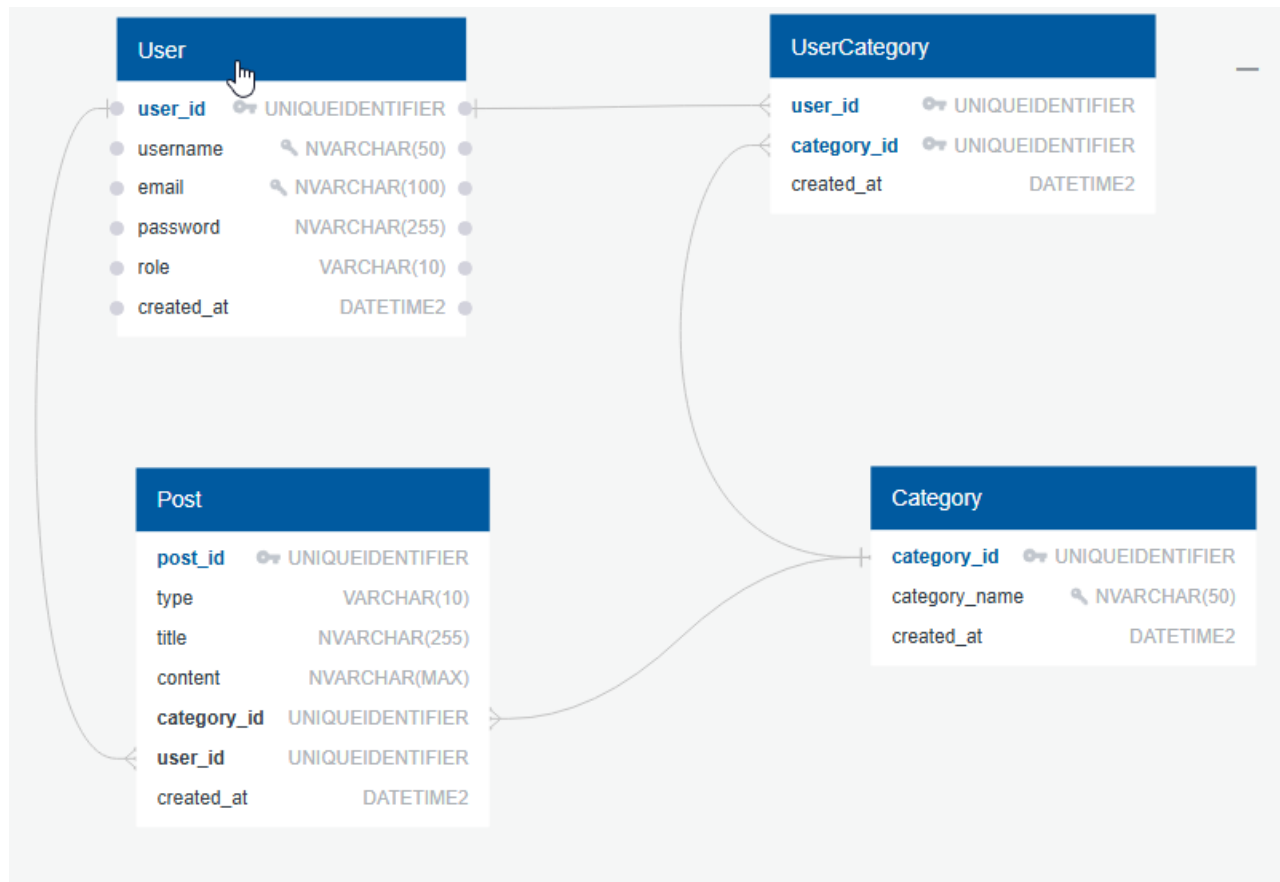 User
user_id UNIQUEIDENTIFIER
username NVARCHAR(50)
email NVARCHAR(100)
password NVARCHAR(255)
role VARCHAR(10)
created_at DATETIME2
UserCategory
user_id UNIQUEIDENTIFIER
category_id UNIQUEIDENTIFIER
created_at DATETIME2
Post
post_id UNIQUEIDENTIFIER
type VARCHAR(10)
title NVARCHAR(255)
content NVARCHAR(MAX)
category_id UNIQUEIDENTIFIER
user_id UNIQUEIDENTIFIER
created_at DATETIME2
Category
category_id UNIQUEIDENTIFIER
category_name NVARCHAR(50)
created_at DATETIME2